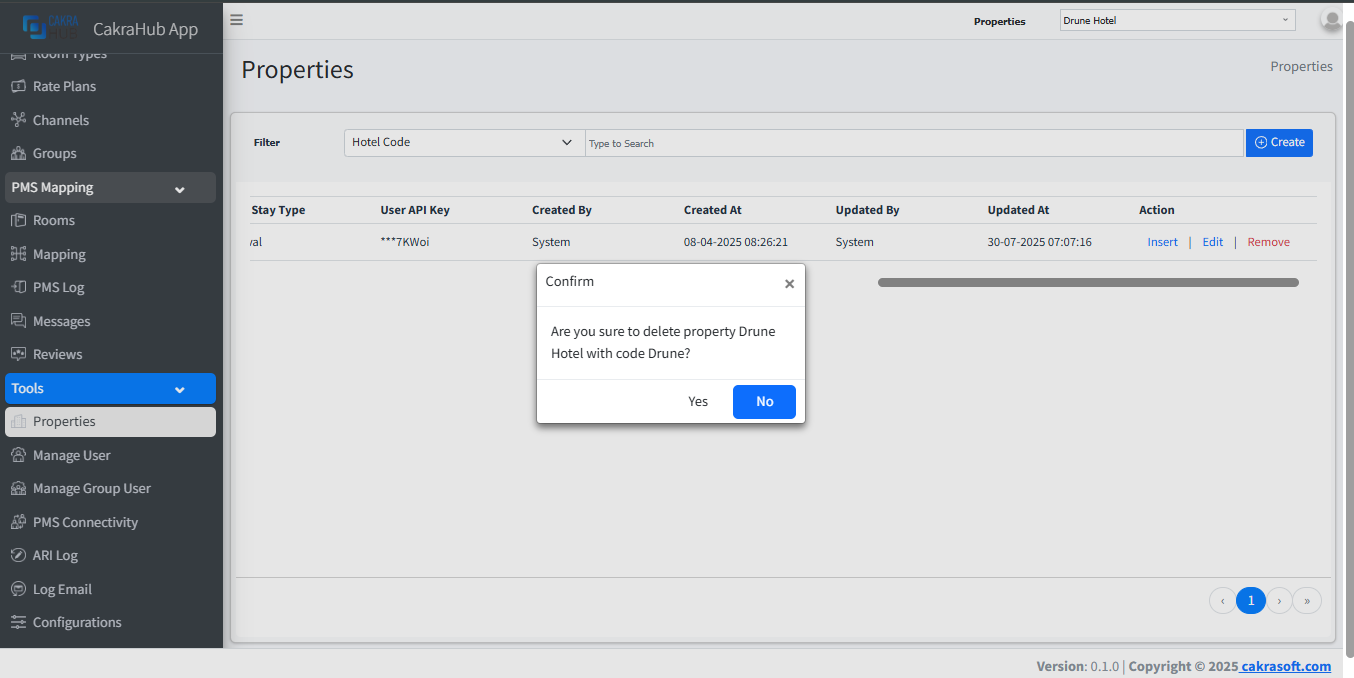 CAKRA
HUB
CakraHub App
Properties
Drune Hotel
Room Types
Rate Plans
Channels
Groups
PMS Mapping
Rooms
Mapping
PMS Log
Messages
Reviews
Tools
Properties
Manage User
Manage Group User
PMS Connectivity
ARI Log
Log Email
Configurations
Properties
Properties
Filter
Hotel Code
Type to Search
Create
Stay Type User API Key Created By Created At Updated By Updated At Action
val ***7KWoi System 08-04-2025 08:26:21 System 30-07-2025 07:07:16 Insert | Edit | Remove
Confirm
×
Are you sure to delete property Drune
Hotel with code Drune?
Yes No
‹ 1 › »
Version: 0.1.0 | Copyright © 2025 cakrasoft.com